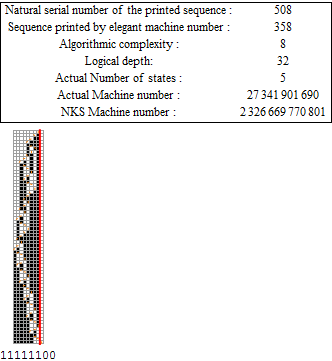 Natural serial number of the printed sequence : 508
Sequence printed by elegant machine number : 358
Algorithmic complexity : 8
Logical depth: 32
Actual Number of states : 5
Actual Machine number : 27 341 901 690
NKS Machine number : 2 326 669 770 801
11111100